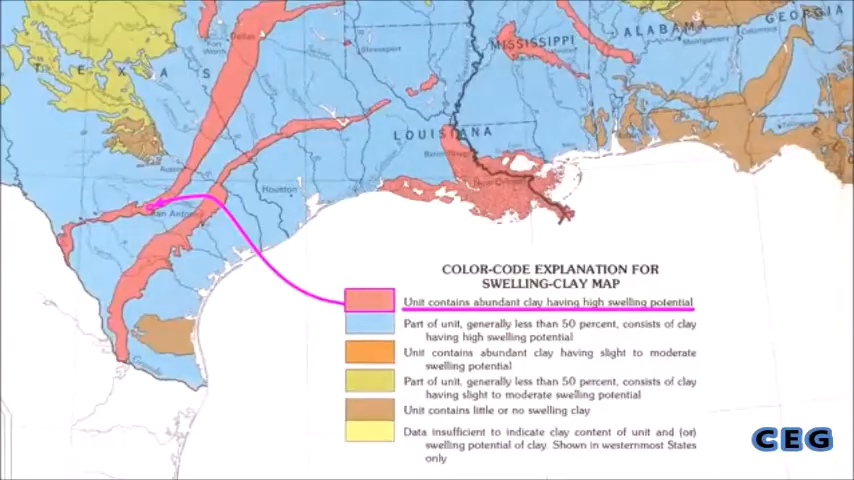 GEORGIA
ALABAMA
MISSISSIPPI
Montgomery
Columbus
Dallas
Fort Worth
Shreveport
TEXAS
LOUISIANA
Baton Rouge
New Orleans
Austin
Houston
San Antonio
COLOR-CODE EXPLANATION FOR
SWELLING-CLAY MAP
Unit contains abundant clay having high swelling potential
Part of unit, generally less than 50 percent, consists of clay
having high swelling potential
Unit contains abundant clay having slight to moderate
swelling potential
Part of unit, generally less than 50 percent, consists of clay
having slight to moderate swelling potential
Unit contains little or no swelling clay
Data insufficient to indicate clay content of unit and (or)
swelling potential of clay. Shown in westernmost States
only
CEG